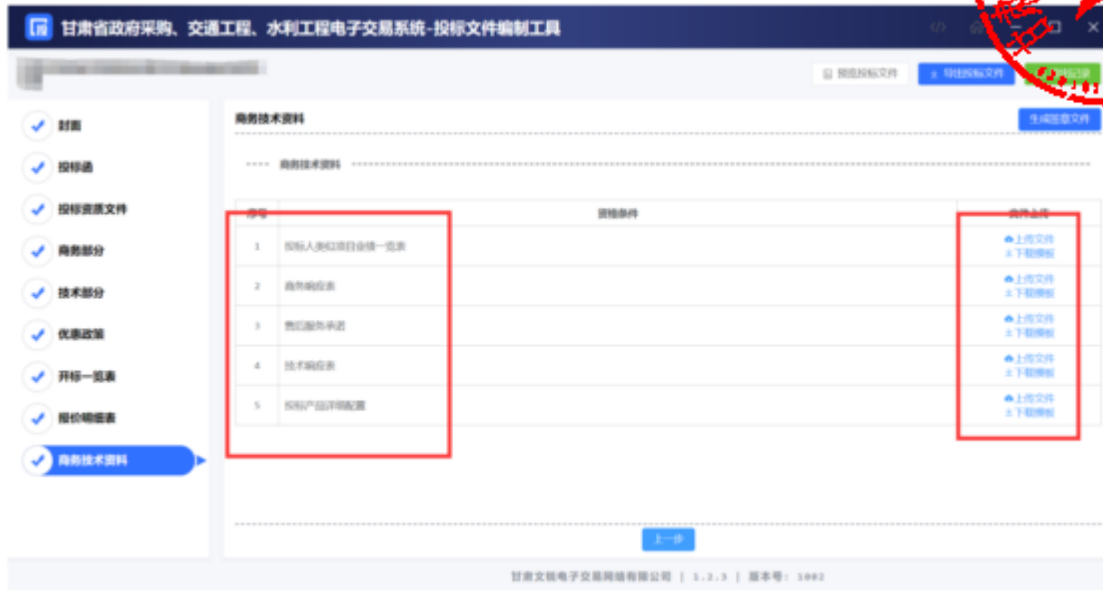 甘肃省政府采购、交通工程、水利工程电子交易系统-投标文件编制工具
预览投标文件
导出投标文件
封面
投标函
投标资质文件
商务部分
技术部分
优惠政策
开标一览表
报价明细表
商务技术资料
商务技术资料
生成签章文件
商务技术资料
序号 资格条件 文件上传
1 投标人类似项目业绩一览表 上传文件
下载模板
2 商务响应表 上传文件
下载模板
3 售后服务承诺 上传文件
下载模板
4 技术响应表 上传文件
下载模板
5 投标产品详细配置 上传文件
下载模板
上一步
甘肃文锐电子交易网络有限公司 | 1.2.3 | 版本号: 1002